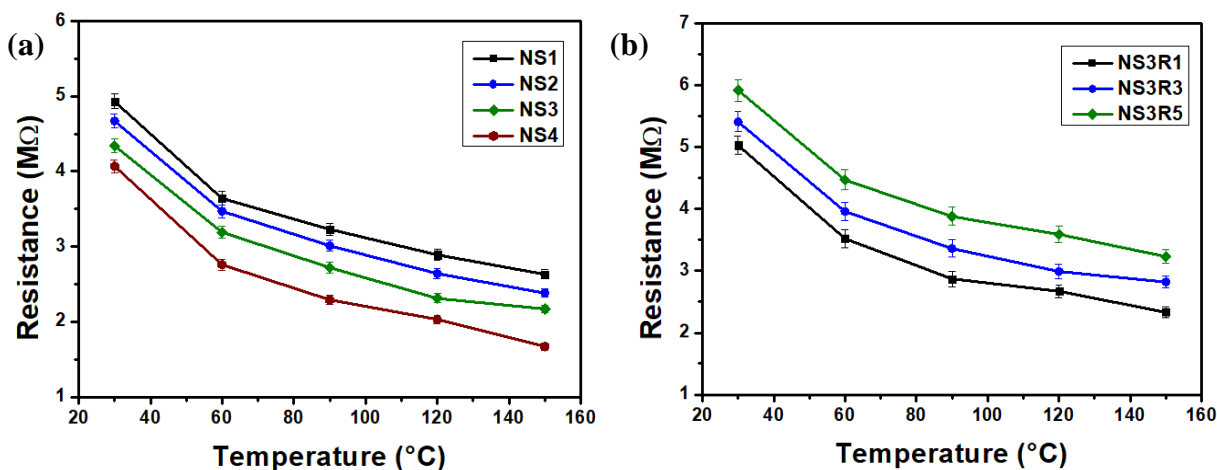 (a)
Resistance (MΩ)
6
5
4
3
2
1
NS1
NS2
NS3
NS4
20 40 60 80 100 120 140 160
Temperature (°C)
(b)
Resistance (MΩ)
7
6
5
4
3
2
1
NS3R1
NS3R3
NS3R5
20 40 60 80 100 120 140 160
Temperature (°C)